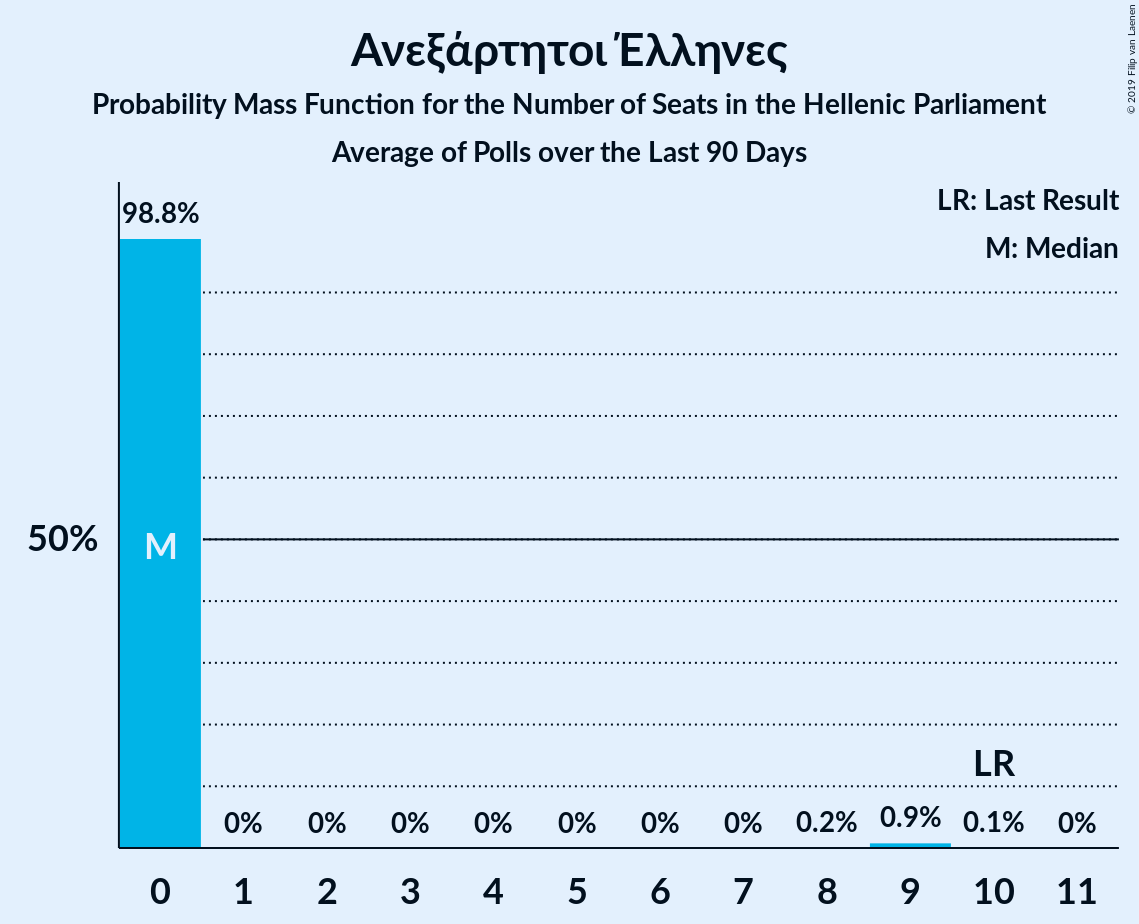 Ανεξάρτητοι Έλληνες
Probability Mass Function for the Number of Seats in the Hellenic Parliament
Average of Polls over the Last 90 Days
© 2019 Filip van Laenen
LR: Last Result
M: Median
98.8%
50%
M
LR
0% 0% 0% 0% 0% 0% 0% 0.2% 0.9% 0.1% 0%
0 1 2 3 4 5 6 7 8 9 10 11